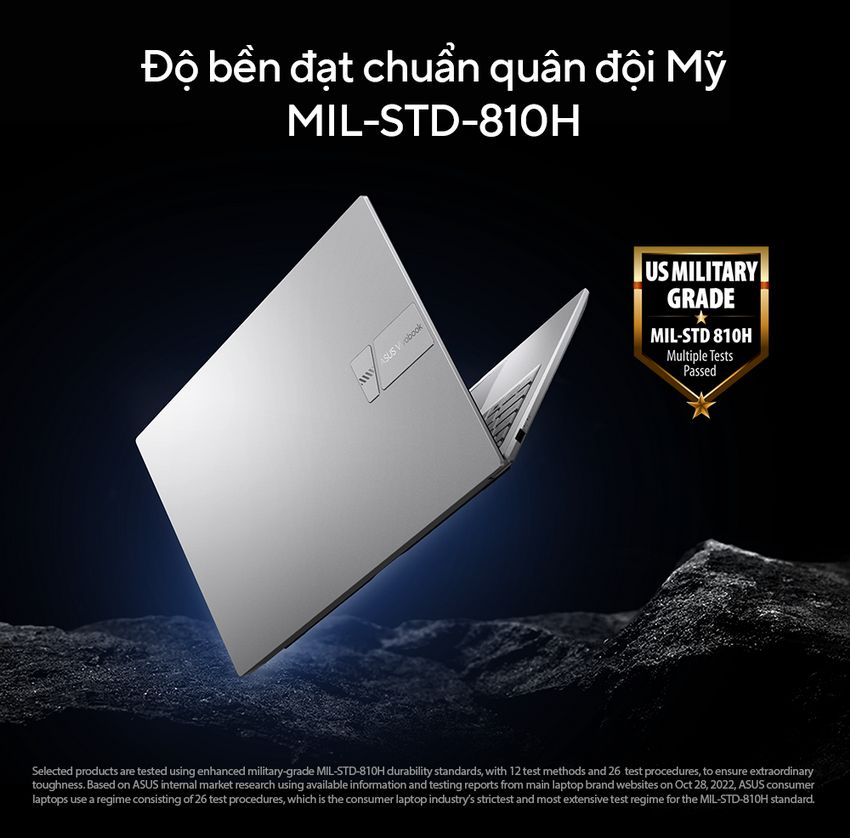 Độ bền đạt chuẩn quân đội Mỹ
MIL-STD-810H
US MILITARY
GRADE
MIL-STD 810H
Multiple Tests
Passed
ASUS Vivobook
Selected products are tested using enhanced military-grade MIL-STD-810H durability standards, with 12 test methods and 26 test procedures, to ensure extraordinary
toughness. Based on ASUS internal market research using available information and testing reports from main laptop brand websites on Oct 28, 2022, ASUS consumer
laptops use a regime consisting of 26 test procedures, which is the consumer laptop industry's strictest and most extensive test regime for the MIL-STD-810H standard.